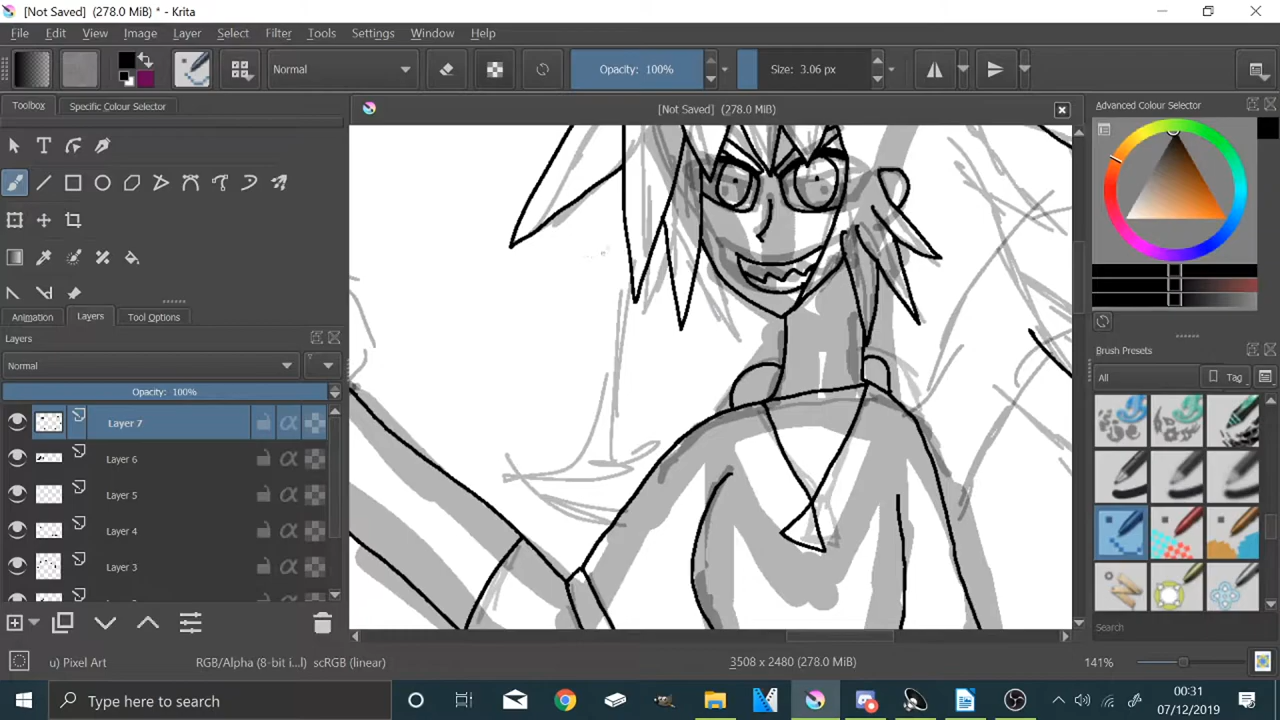 [Not Saved] (278.0 MiB) * - Krita
File Edit View Image Layer Select Filter Tools Settings Window Help
Normal
Opacity: 100%
Size: 3.06 px
Toolbox
Specific Colour Selector
[Not Saved] (278.0 MiB)
Advanced Colour Selector
T
Animation
Layers
Tool Options
Layers
Normal
Opacity: 100%
Layer 7
Layer 6
Layer 5
Layer 4
Layer 3
Brush Presets
All
Tag
Search
u) Pixel Art
RGB/Alpha (8-bit i...l) scRGB (linear)
3508 x 2480 (278.0 MiB)
141%
Type here to search
00:31
07/12/2019